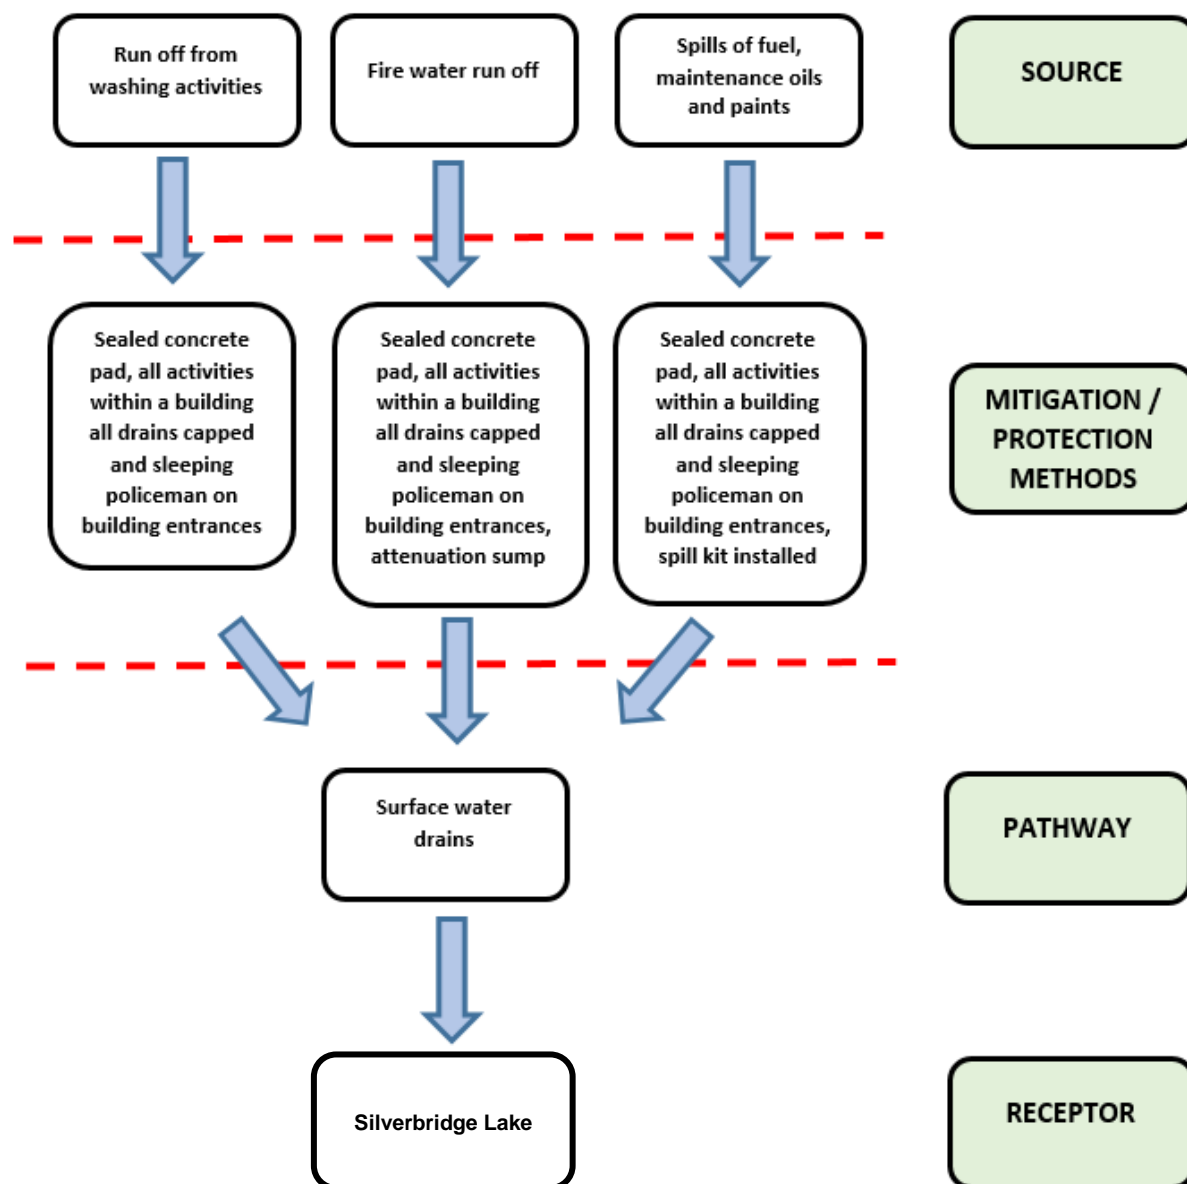 Run off from
washing activities
Fire water run off
Spills of fuel,
maintenance oils
and paints
SOURCE
Sealed concrete
pad, all activities
within a building
all drains capped
and sleeping
policeman on
building entrances
Sealed concrete
pad, all activities
within a building
all drains capped
and sleeping
policeman on
building entrances,
attenuation sump
Sealed concrete
pad, all activities
within a building
all drains capped
and sleeping
policeman on
building entrances,
spill kit installed
MITIGATION /
PROTECTION
METHODS
Surface water
drains
PATHWAY
Silverbridge Lake
RECEPTOR